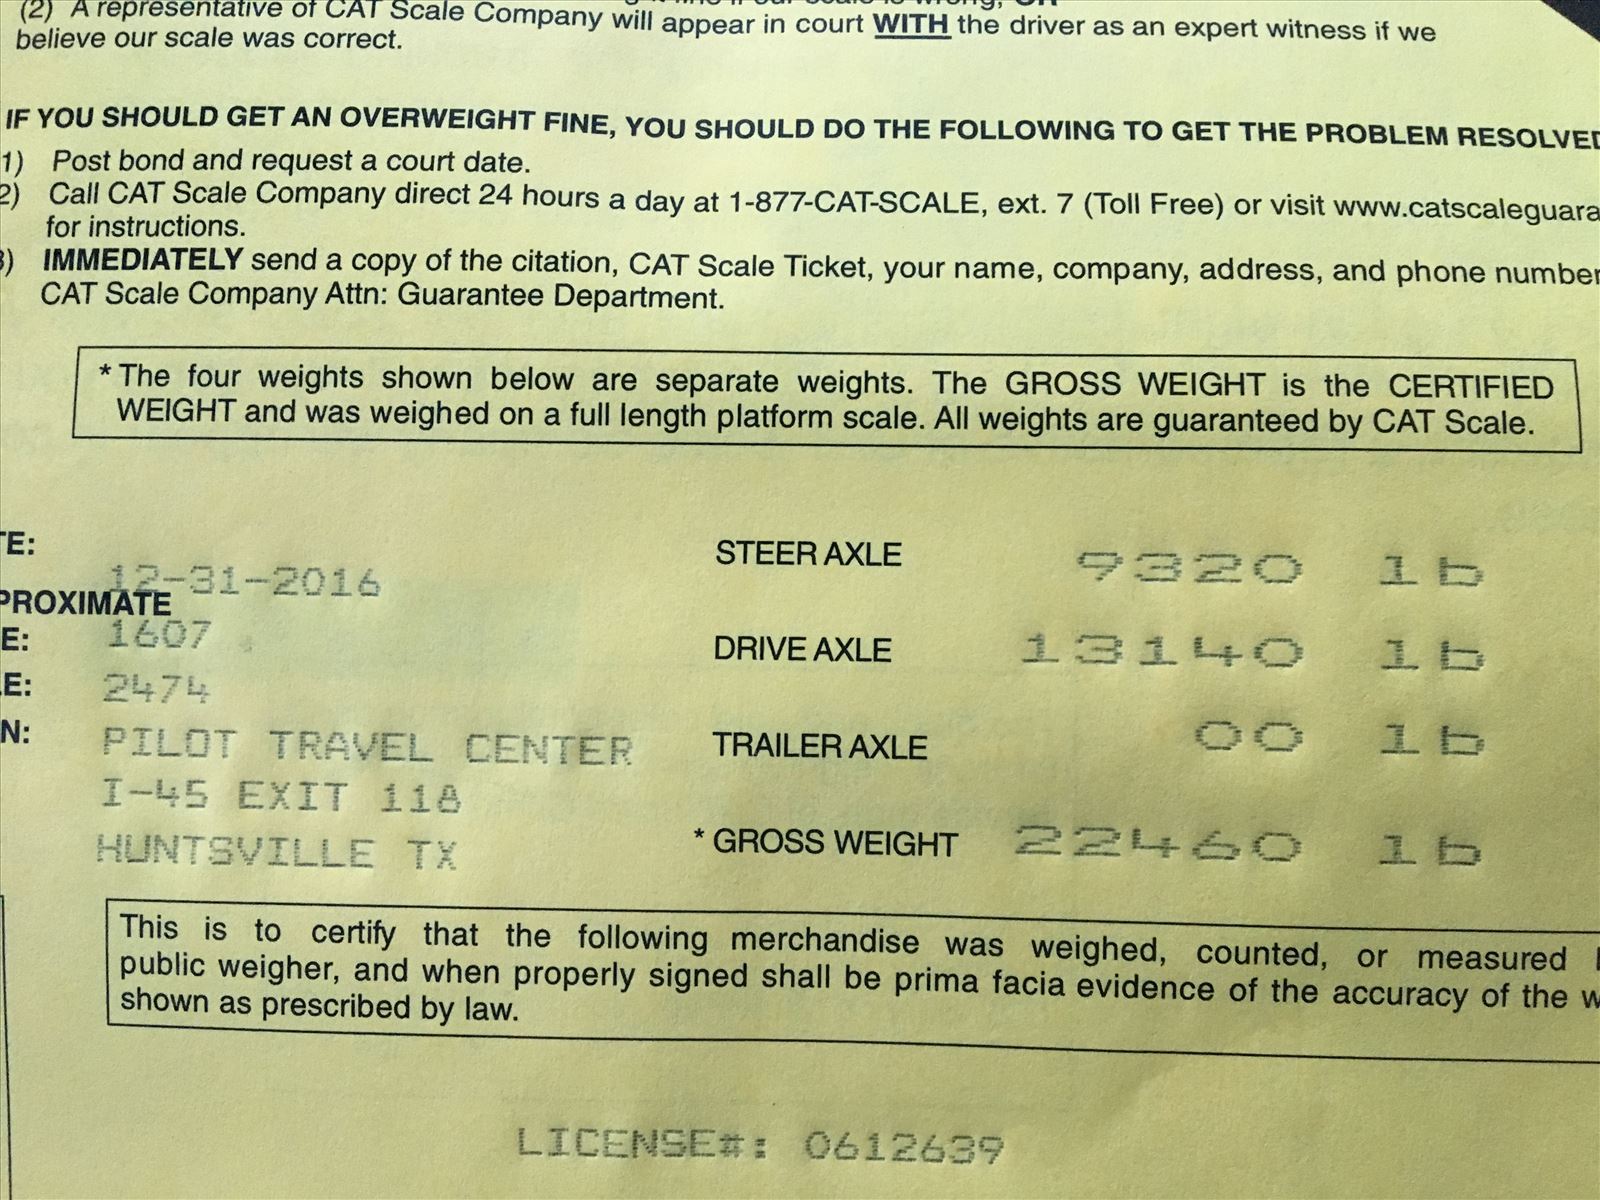 (2) A representative of CAT Scale Company will appear in court WITH the driver as an expert witness if we
believe our scale was correct.
IF YOU SHOULD GET AN OVERWEIGHT FINE, YOU SHOULD DO THE FOLLOWING TO GET THE PROBLEM RESOLVED
1) Post bond and request a court date.
2) Call CAT Scale Company direct 24 hours a day at 1-877-CAT-SCALE, ext. 7 (Toll Free) or visit www.catscaleguara
for instructions.
3) IMMEDIATELY send a copy of the citation, CAT Scale Ticket, your name, company, address, and phone number
CAT Scale Company Attn: Guarantee Department.
* The four weights shown below are separate weights. The GROSS WEIGHT is the CERTIFIED
WEIGHT and was weighed on a full length platform scale. All weights are guaranteed by CAT Scale.
TE:
12-31-2016
PROXIMATE
E: 1607
E: 2474
N: PILOT TRAVEL CENTER
I-45 EXIT 118
HUNTSVILLE TX
STEER AXLE 9320 lb
DRIVE AXLE 13140 lb
TRAILER AXLE 00 lb
* GROSS WEIGHT 22460 lb
This is to certify that the following merchandise was weighed, counted, or measured
public weigher, and when properly signed shall be prima facia evidence of the accuracy of the w
shown as prescribed by law.
LICENSE#: 0612639